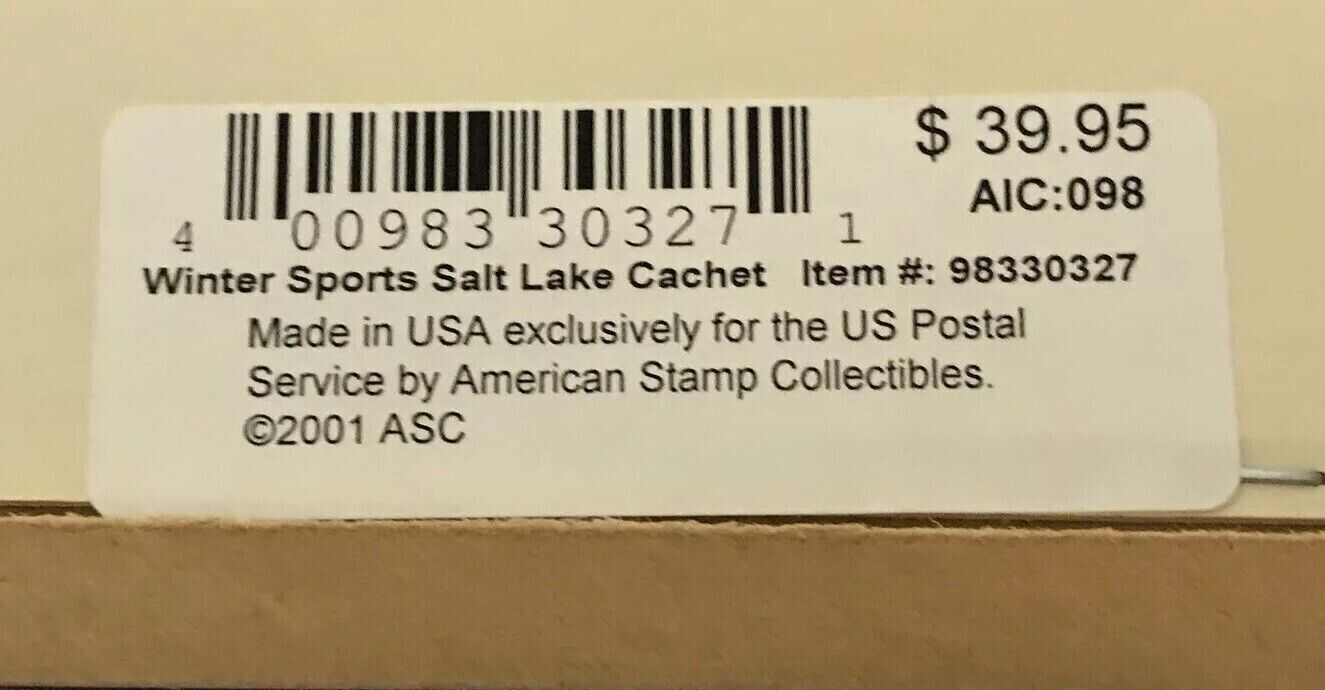 $ 39.95
AIC:098
4 00983 30327 1
Winter Sports Salt Lake Cachet Item #: 98330327
Made in USA exclusively for the US Postal
Service by American Stamp Collectibles.
©2001 ASC